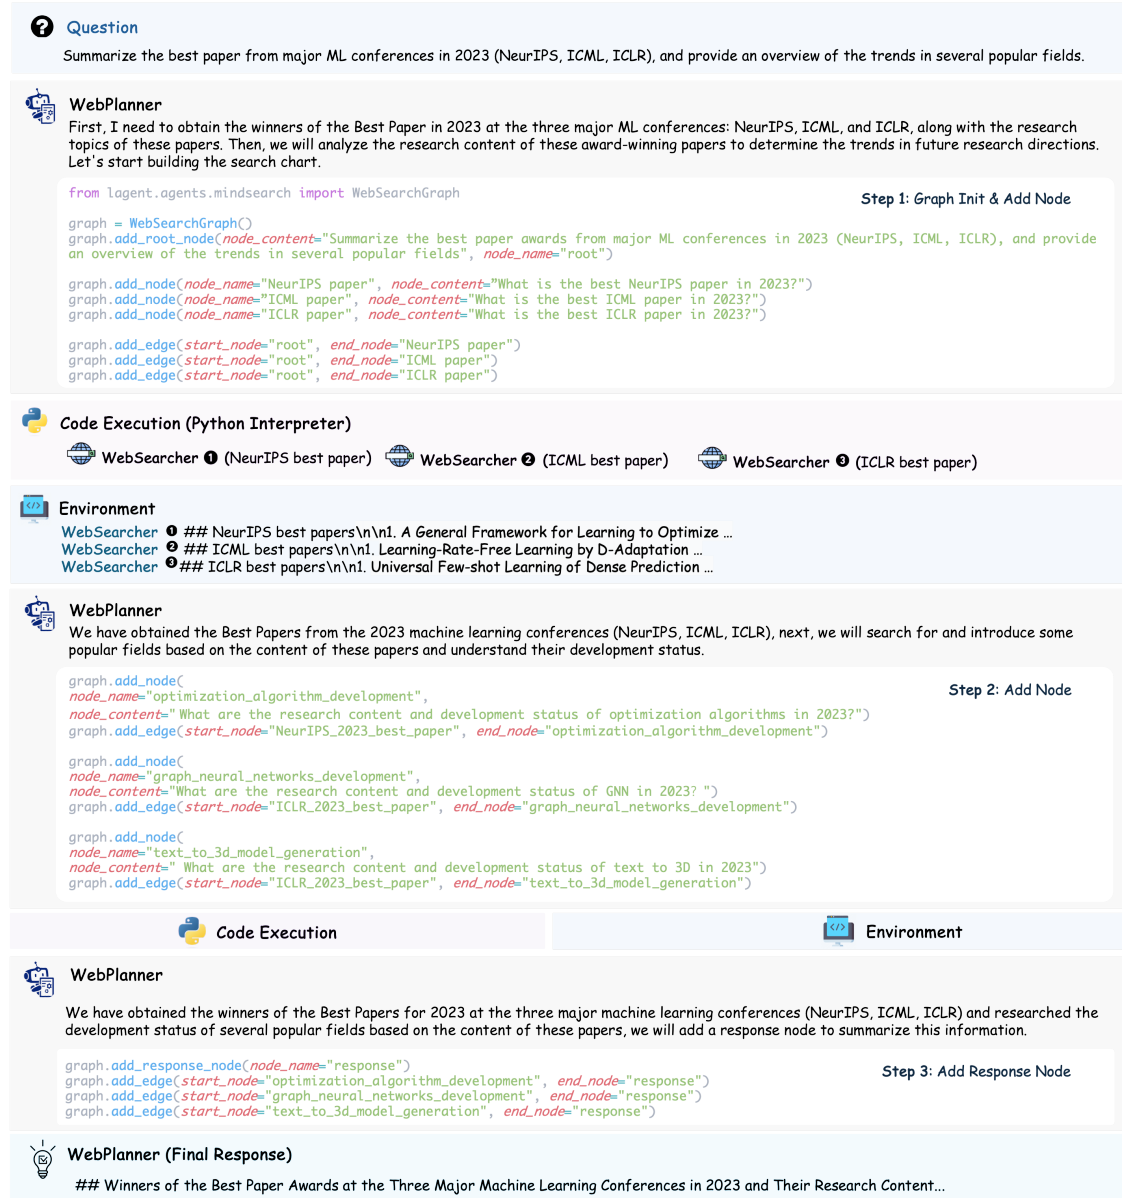 Question
Summarize the best paper from major ML conferences in 2023 (NeurIPS, ICML, ICLR), and provide an overview of the trends in several popular fields.
WebPlanner
First, I need to obtain the winners of the Best Paper in 2023 at the three major ML conferences: NeurIPS, ICML, and ICLR, along with the research
topics of these papers. Then, we will analyze the research content of these award-winning papers to determine the trends in future research directions.
Let's start building the search chart.
from lagent.agents.mindsearch import WebSearchGraph
Step 1: Graph Init & Add Node
graph = WebSearchGraph()
graph.add_root_node(node_content="Summarize the best paper awards from major ML conferences in 2023 (NeurIPS, ICML, ICLR), and provide
an overview of the trends in several popular fields", node_name="root")
graph.add_node(node_name="NeurIPS paper", node_content="What is the best NeurIPS paper in 2023?")
graph.add_node(node_name="ICML paper", node_content="What is the best ICML paper in 2023?")
graph.add_node(node_name="ICLR paper", node_content="What is the best ICLR paper in 2023?")
graph.add_edge(start_node="root", end_node="NeurIPS paper")
graph.add_edge(start_node="root", end_node="ICML paper")
graph.add_edge(start_node="root", end_node="ICLR paper")
Code Execution (Python Interpreter)
WebSearcher ❶ (NeurIPS best paper) WebSearcher ❷ (ICML best paper) WebSearcher ❸ (ICLR best paper)
Environment
WebSearcher ❶ ## NeurIPS best papers\n\n1. A General Framework for Learning to Optimize ...
WebSearcher ❷ ## ICML best papers\n\n1. Learning-Rate-Free Learning by D-Adaptation ...
WebSearcher ❸ ## ICLR best papers\n\n1. Universal Few-shot Learning of Dense Prediction ...
WebPlanner
We have obtained the Best Papers from the 2023 machine learning conferences (NeurIPS, ICML, ICLR), next, we will search for and introduce some
popular fields based on the content of these papers and understand their development status.
graph.add_node(
Step 2: Add Node
node_name="optimization_algorithm_development",
node_content=" What are the research content and development status of optimization algorithms in 2023?")
graph.add_edge(start_node="NeurIPS_2023_best_paper", end_node="optimization_algorithm_development")
graph.add_node(
node_name="graph_neural_networks_development",
node_content="What are the research content and development status of GNN in 2023? ")
graph.add_edge(start_node="ICLR_2023_best_paper", end_node="graph_neural_networks_development")
graph.add_node(
node_name="text_to_3d_model_generation",
node_content=" What are the research content and development status of text to 3D in 2023")
graph.add_edge(start_node="ICLR_2023_best_paper", end_node="text_to_3d_model_generation")
Code Execution
Environment
WebPlanner
We have obtained the winners of the Best Papers for 2023 at the three major machine learning conferences (NeurIPS, ICML, ICLR) and researched the
development status of several popular fields based on the content of these papers, we will add a response node to summarize this information.
graph.add_response_node(node_name="response")
Step 3: Add Response Node
graph.add_edge(start_node="optimization_algorithm_development", end_node="response")
graph.add_edge(start_node="graph_neural_networks_development", end_node="response")
graph.add_edge(start_node="text_to_3d_model_generation", end_node="response")
WebPlanner (Final Response)
## Winners of the Best Paper Awards at the Three Major Machine Learning Conferences in 2023 and Their Research Content...